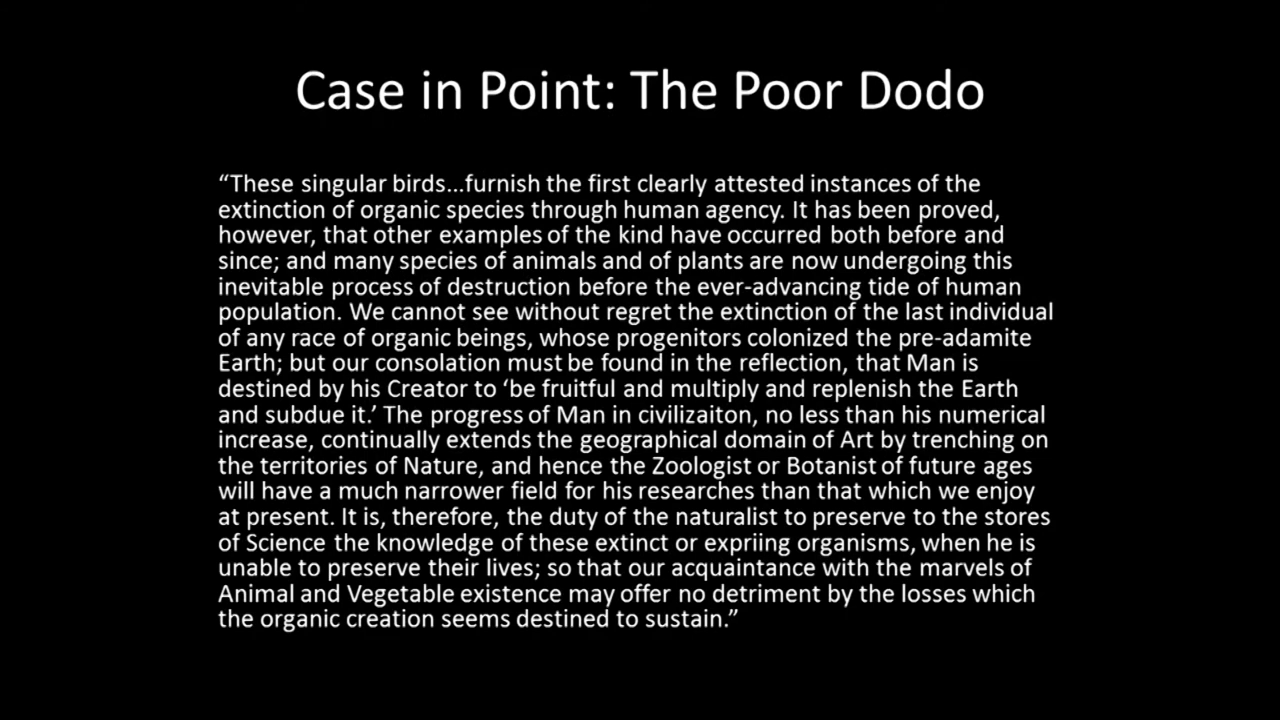 Case in Point: The Poor Dodo
“These singular birds...furnish the first clearly attested instances of the
extinction of organic species through human agency. It has been proved,
however, that other examples of the kind have occurred both before and
since; and many species of animals and of plants are now undergoing this
inevitable process of destruction before the ever-advancing tide of human
population. We cannot see without regret the extinction of the last individual
of any race of organic beings, whose progenitors colonized the pre-adamite
Earth; but our consolation must be found in the reflection, that Man is
destined by his Creator to ‘be fruitful and multiply and replenish the Earth
and subdue it.’ The progress of Man in civilizaiton, no less than his numerical
increase, continually extends the geographical domain of Art by trenching on
the territories of Nature, and hence the Zoologist or Botanist of future ages
will have a much narrower field for his researches than that which we enjoy
at present. It is, therefore, the duty of the naturalist to preserve to the stores
of Science the knowledge of these extinct or expriing organisms, when he is
unable to preserve their lives; so that our acquaintance with the marvels of
Animal and Vegetable existence may offer no detriment by the losses which
the organic creation seems destined to sustain.”